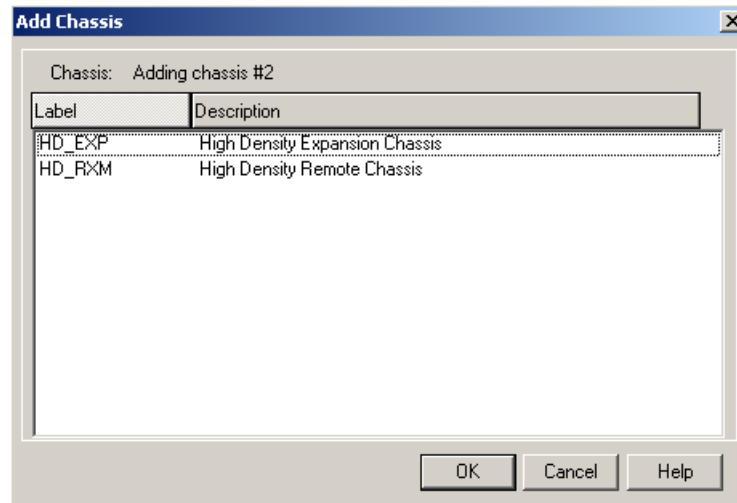 Add Chassis
Chassis: Adding chassis #2
Label Description
HD_EXP High Density Expansion Chassis
HD_RXM High Density Remote Chassis
OK Cancel Help